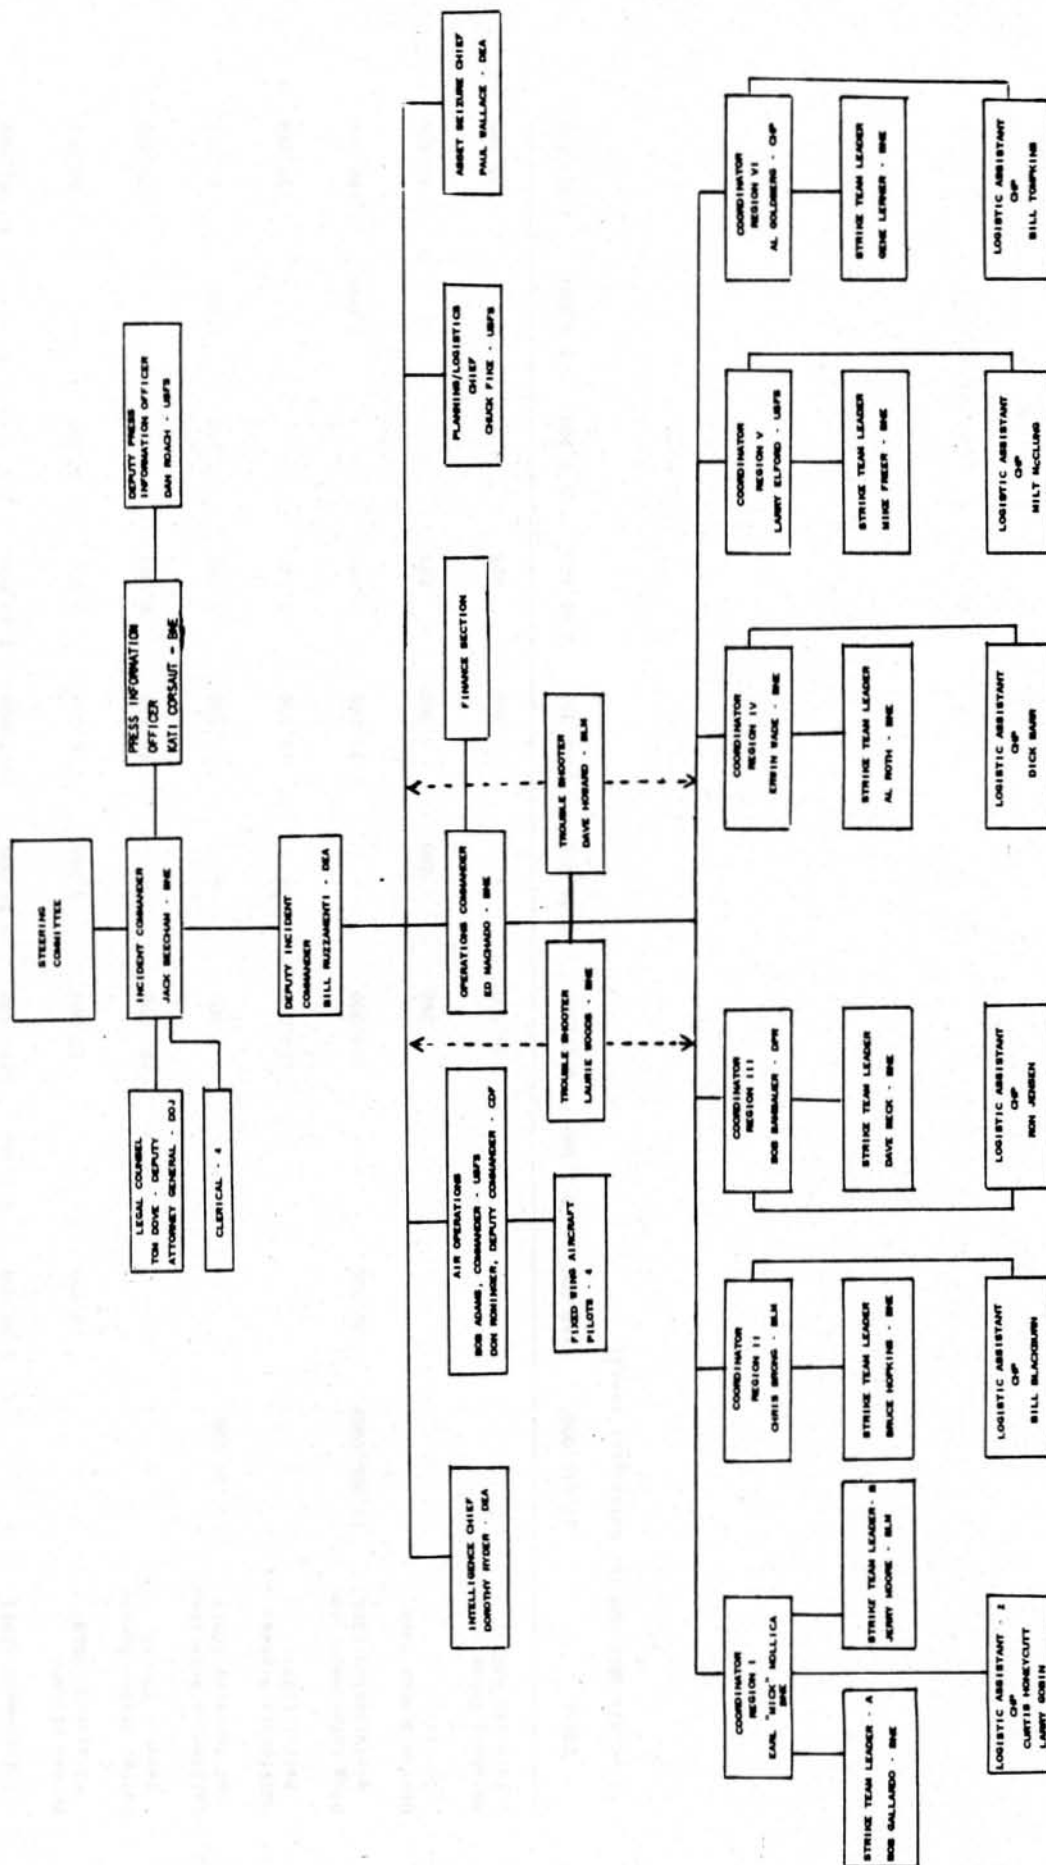 STEERING
COMMITTEE
LEGAL COUNSEL
TOM DOVE - DEPUTY
ATTORNEY GENERAL - DOJ
CLERICAL - 4
INCIDENT COMMANDER
JACK BEECHAM - BNE
PRESS INFORMATION
OFFICER
KATI CORSAUT - BNE
DEPUTY PRESS
INFORMATION OFFICER
DAN ROACH - USFS
DEPUTY INCIDENT
COMMANDER
BILL RUZZAMENTI - DEA
INTELLIGENCE CHIEF
DOROTHY RYDER - DEA
AIR OPERATIONS
BOB ADAMS, COMMANDER - USFS
DON RONINGER, DEPUTY COMMANDER - CDF
OPERATIONS COMMANDER
ED MACHADO - BNE
FINANCE SECTION
PLANNING/LOGISTICS
CHIEF
CHUCK FIKE - USFS
ASSET SEIZURE CHIEF
PAUL WALLACE - DEA
FIXED WING AIRCRAFT
PILOTS - 4
TROUBLE SHOOTER
LAURIE WOODS - BNE
TROUBLE SHOOTER
DAVE HOWARD - BLM
COORDINATOR
REGION I
EARL "MICK" MOLLICA
BNE
COORDINATOR
REGION II
CHRIS BRONG - BLM
COORDINATOR
REGION III
BOB BAMBAUER - DPR
COORDINATOR
REGION IV
ERWIN WADE - BNE
COORDINATOR
REGION V
LARRY ELFORD - USFS
COORDINATOR
REGION VI
AL GOLDBERG - CHP
STRIKE TEAM LEADER - A
BOB GALLARDO - BNE
STRIKE TEAM LEADER - B
JERRY MOORE - BLM
STRIKE TEAM LEADER
BRUCE HOPKINS - BNE
STRIKE TEAM LEADER
DAVE BECK - BNE
STRIKE TEAM LEADER
AL ROTH - BNE
STRIKE TEAM LEADER
MIKE FREER - BNE
STRIKE TEAM LEADER
GENE LERNER - BNE
LOGISTIC ASSISTANT - 2
CHP
CURTIS HONEYCUTT
LARRY GOBIN
LOGISTIC ASSISTANT
CHP
BILL BLACKBURN
LOGISTIC ASSISTANT
CHP
RON JENSEN
LOGISTIC ASSISTANT
CHP
DICK BARR
LOGISTIC ASSISTANT
CHP
MILT McCLUNG
LOGISTIC ASSISTANT
CHP
BILL TOMPKINS